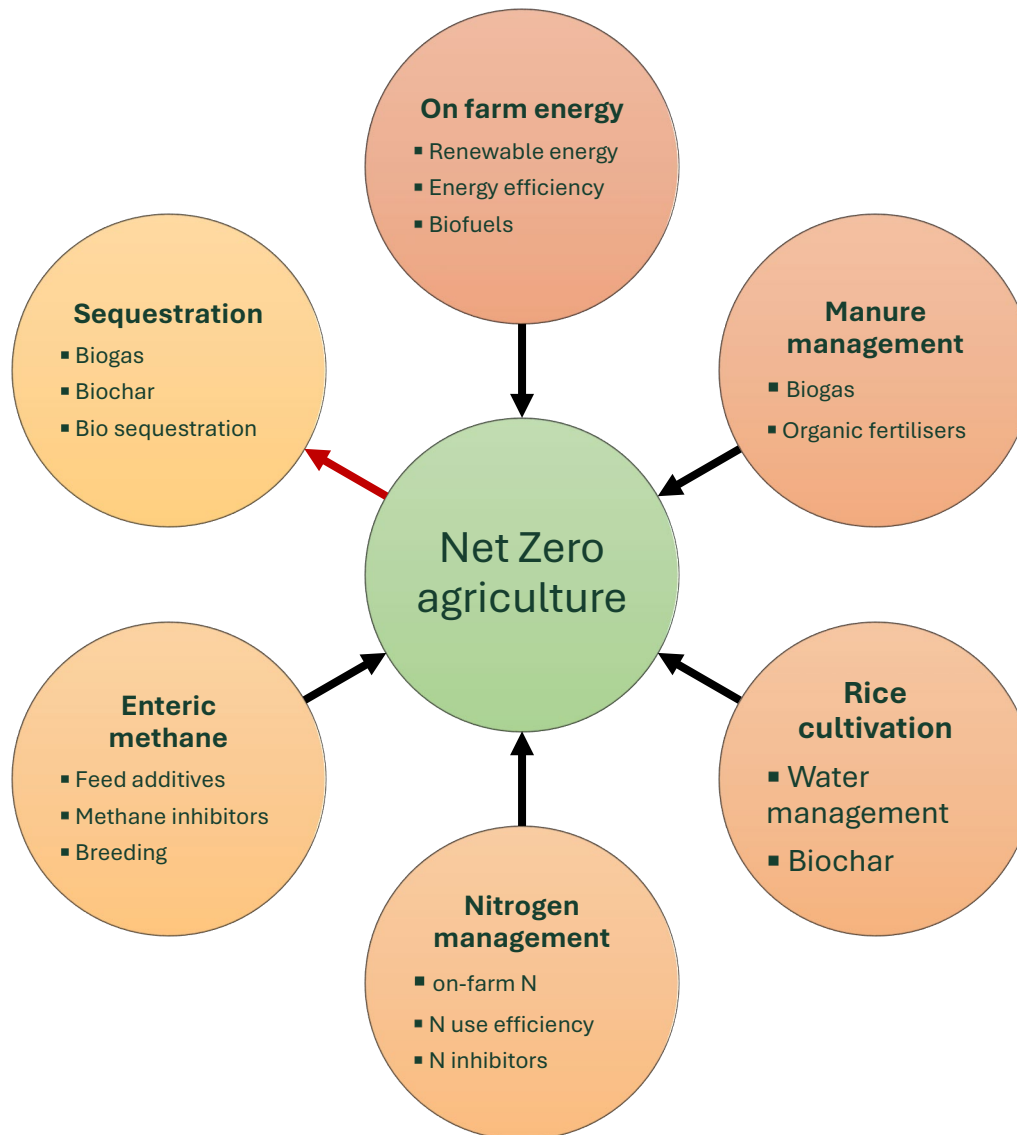 On farm energy
▪ Renewable energy
▪ Energy efficiency
▪ Biofuels
Sequestration
▪ Biogas
▪ Biochar
▪ Bio sequestration
Manure
management
▪ Biogas
▪ Organic fertilisers
Net Zero
agriculture
Enteric
methane
▪ Feed additives
▪ Methane inhibitors
▪ Breeding
Rice
cultivation
▪ Water
management
▪ Biochar
Nitrogen
management
▪ on-farm N
▪ N use efficiency
▪ N inhibitors